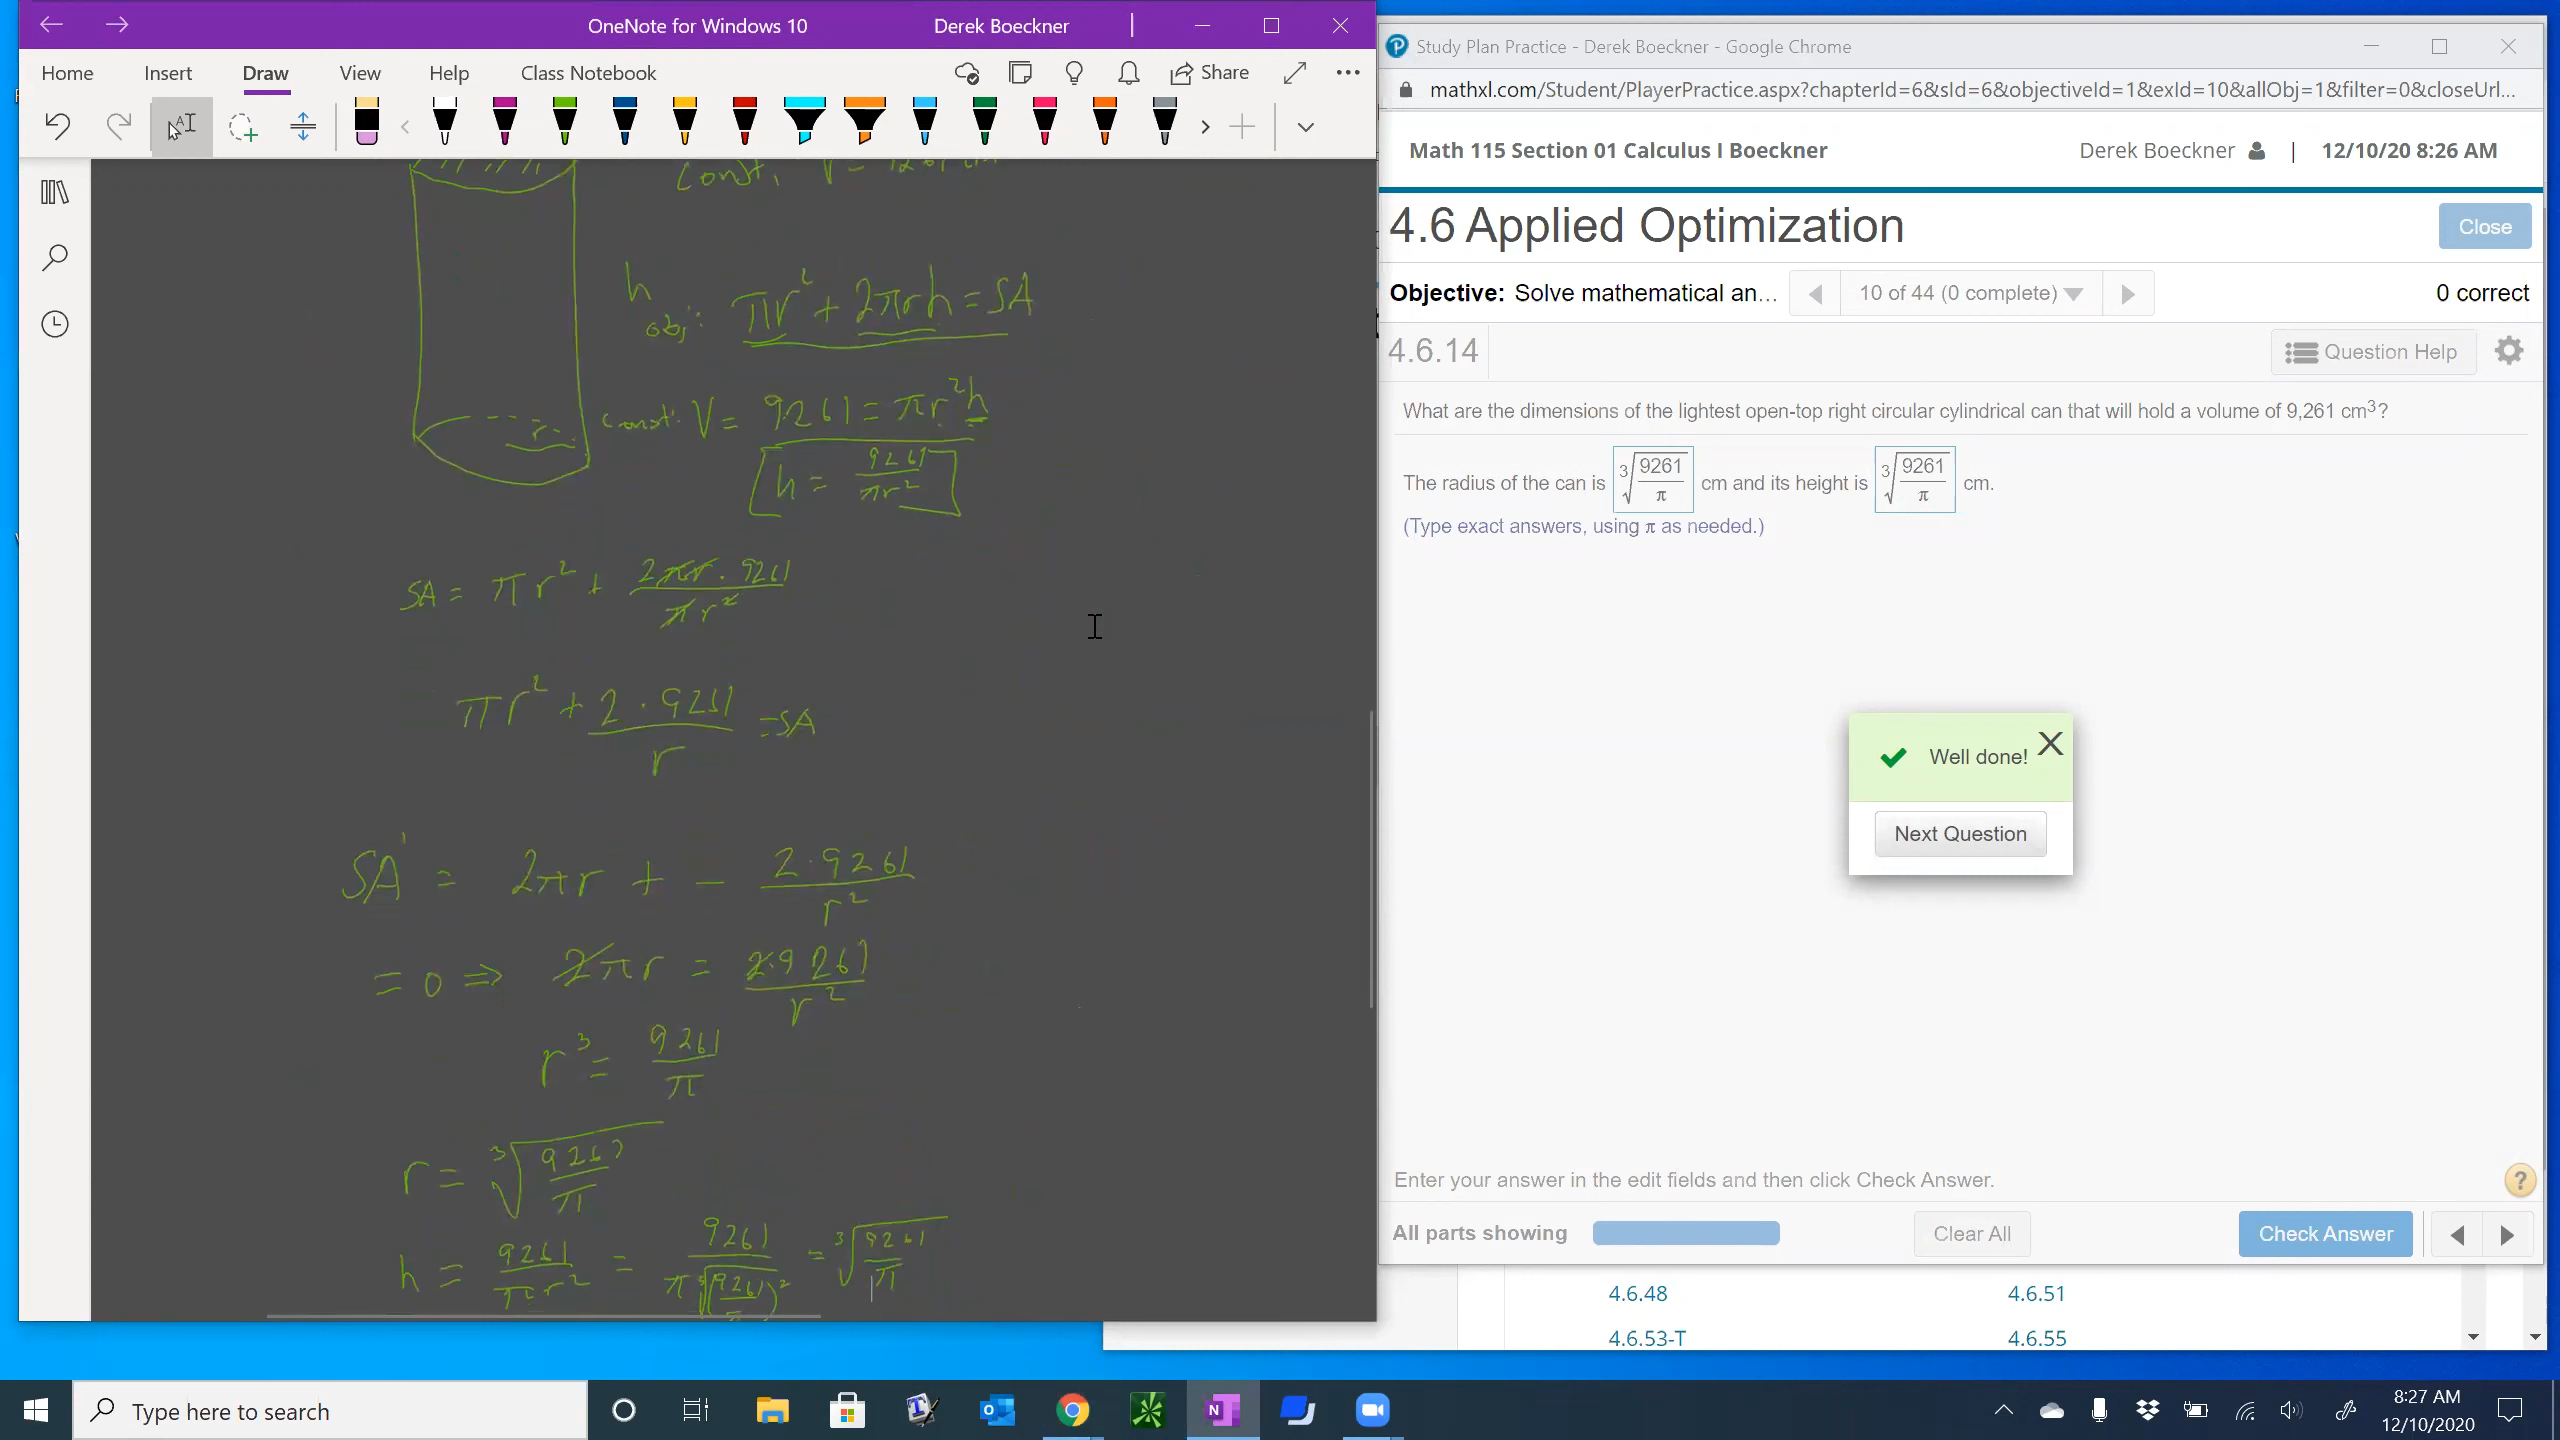 OneNote for Windows 10
Derek Boeckner
Home Insert Draw View Help Class Notebook Share
const. V =
h
obj: πr² + 2πrh = SA
r
const: V = 9261 = πr²h
h = 9261/πr²
SA = πr² + 2πr · 9261/πr²
πr² + 2 · 9251/r = SA
SA' = 2πr + - 2·9261/r²
= 0 ⇒ 2πr = 2·9261/r²
r³ = 9261/π
r = ∛(9261/π)
h = 9261/πr² = 9261/π(∛(9261/π))² = ∛(9261/π)
Study Plan Practice - Derek Boeckner - Google Chrome
mathxl.com/Student/PlayerPractice.aspx?chapterId=6&sId=6&objectiveId=1&exId=10&allObj=1&filter=0&closeUrl...
Math 115 Section 01 Calculus I Boeckner
Derek Boeckner | 12/10/20 8:26 AM
4.6 Applied Optimization
Close
Objective: Solve mathematical an...
10 of 44 (0 complete)
0 correct
4.6.14
Question Help
What are the dimensions of the lightest open-top right circular cylindrical can that will hold a volume of 9,261 cm³?
The radius of the can is ∛(9261/π) cm and its height is ∛(9261/π) cm.
(Type exact answers, using π as needed.)
Well done!
X
Next Question
Enter your answer in the edit fields and then click Check Answer.
?
All parts showing
Clear All
Check Answer
4.6.48 4.6.51
4.6.53-T 4.6.55
Type here to search
8:27 AM
12/10/2020